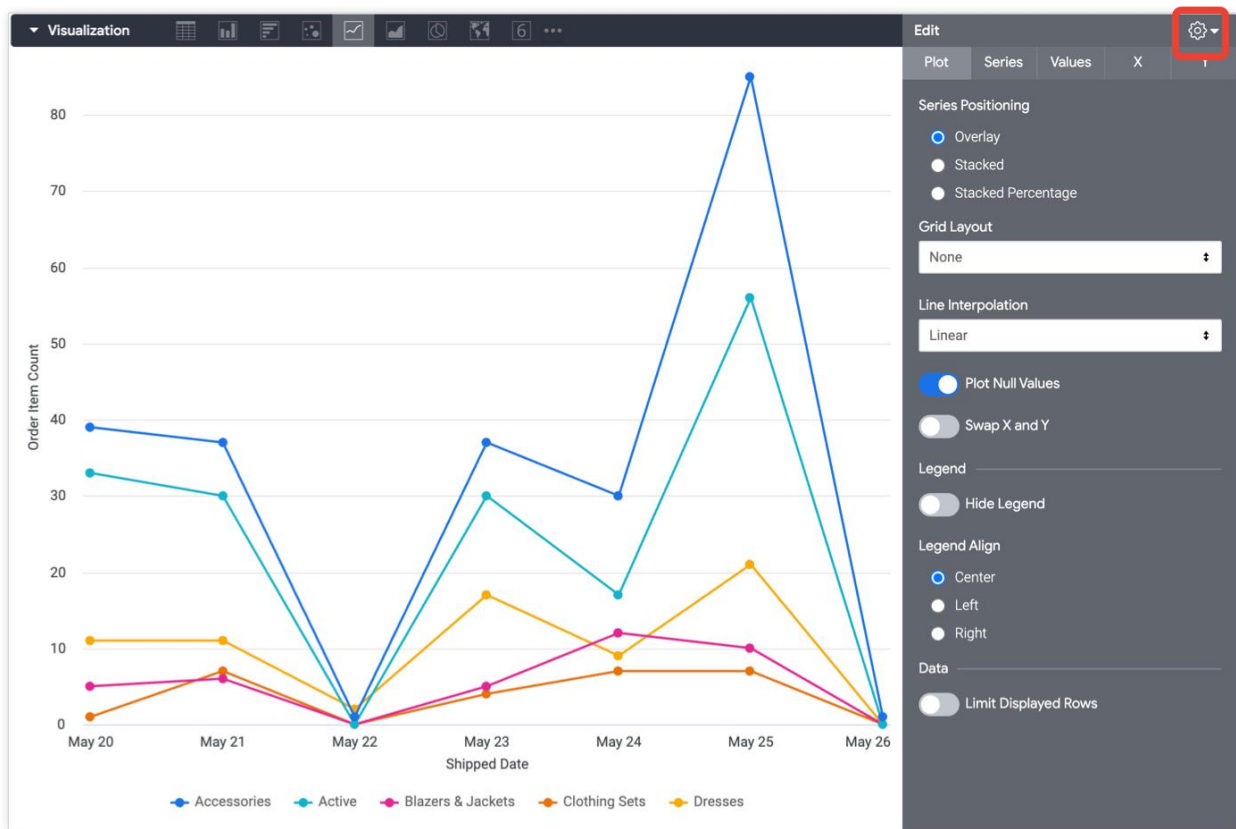 Visualization
6
Edit
Plot Series Values X Y
Series Positioning
Overlay
Stacked
Stacked Percentage
Grid Layout
None
Line Interpolation
Linear
Plot Null Values
Swap X and Y
Legend
Hide Legend
Legend Align
Center
Left
Right
Data
Limit Displayed Rows
Order Item Count
80
70
60
50
40
30
20
10
0
May 20 May 21 May 22 May 23 May 24 May 25 May 26
Shipped Date
Accessories Active Blazers & Jackets Clothing Sets Dresses